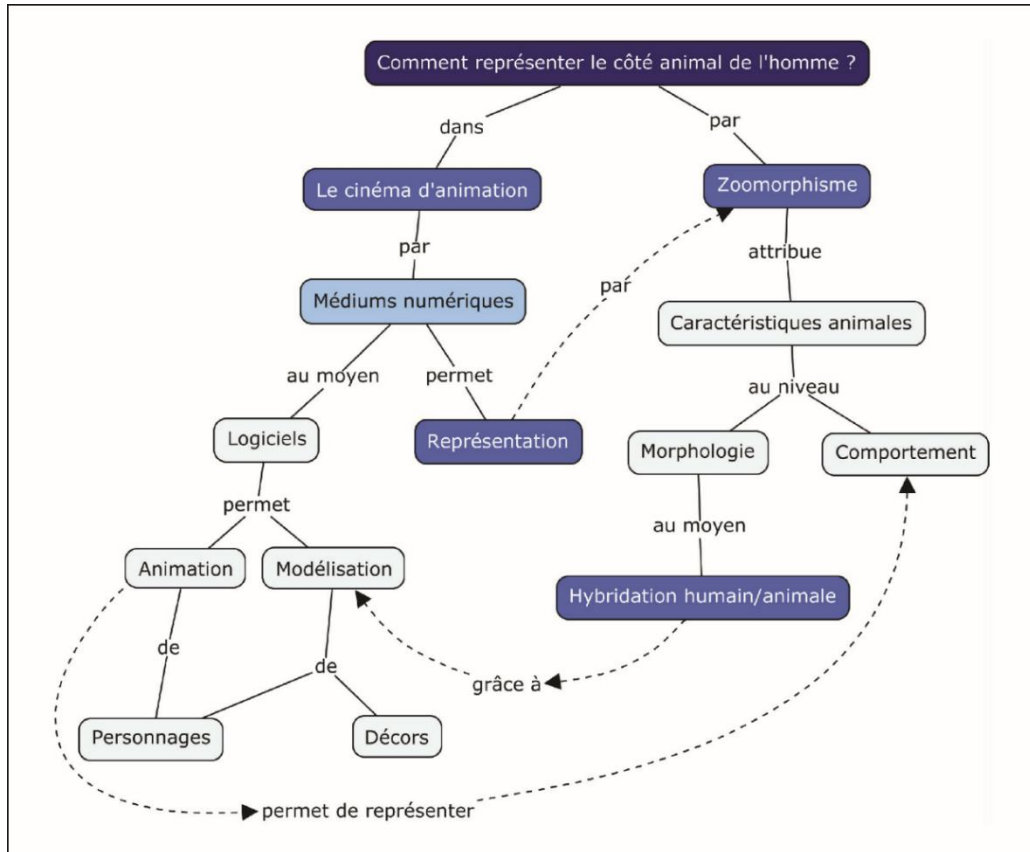 Comment représenter le côté animal de l'homme ?
dans
par
Le cinéma d'animation
Zoomorphisme
par
attribue
par
Médiums numériques
Caractéristiques animales
au moyen
permet
au niveau
Logiciels
Représentation
Morphologie
Comportement
permet
au moyen
Animation
Modélisation
Hybridation humain/animale
de
de
grâce à
Personnages
Décors
permet de représenter